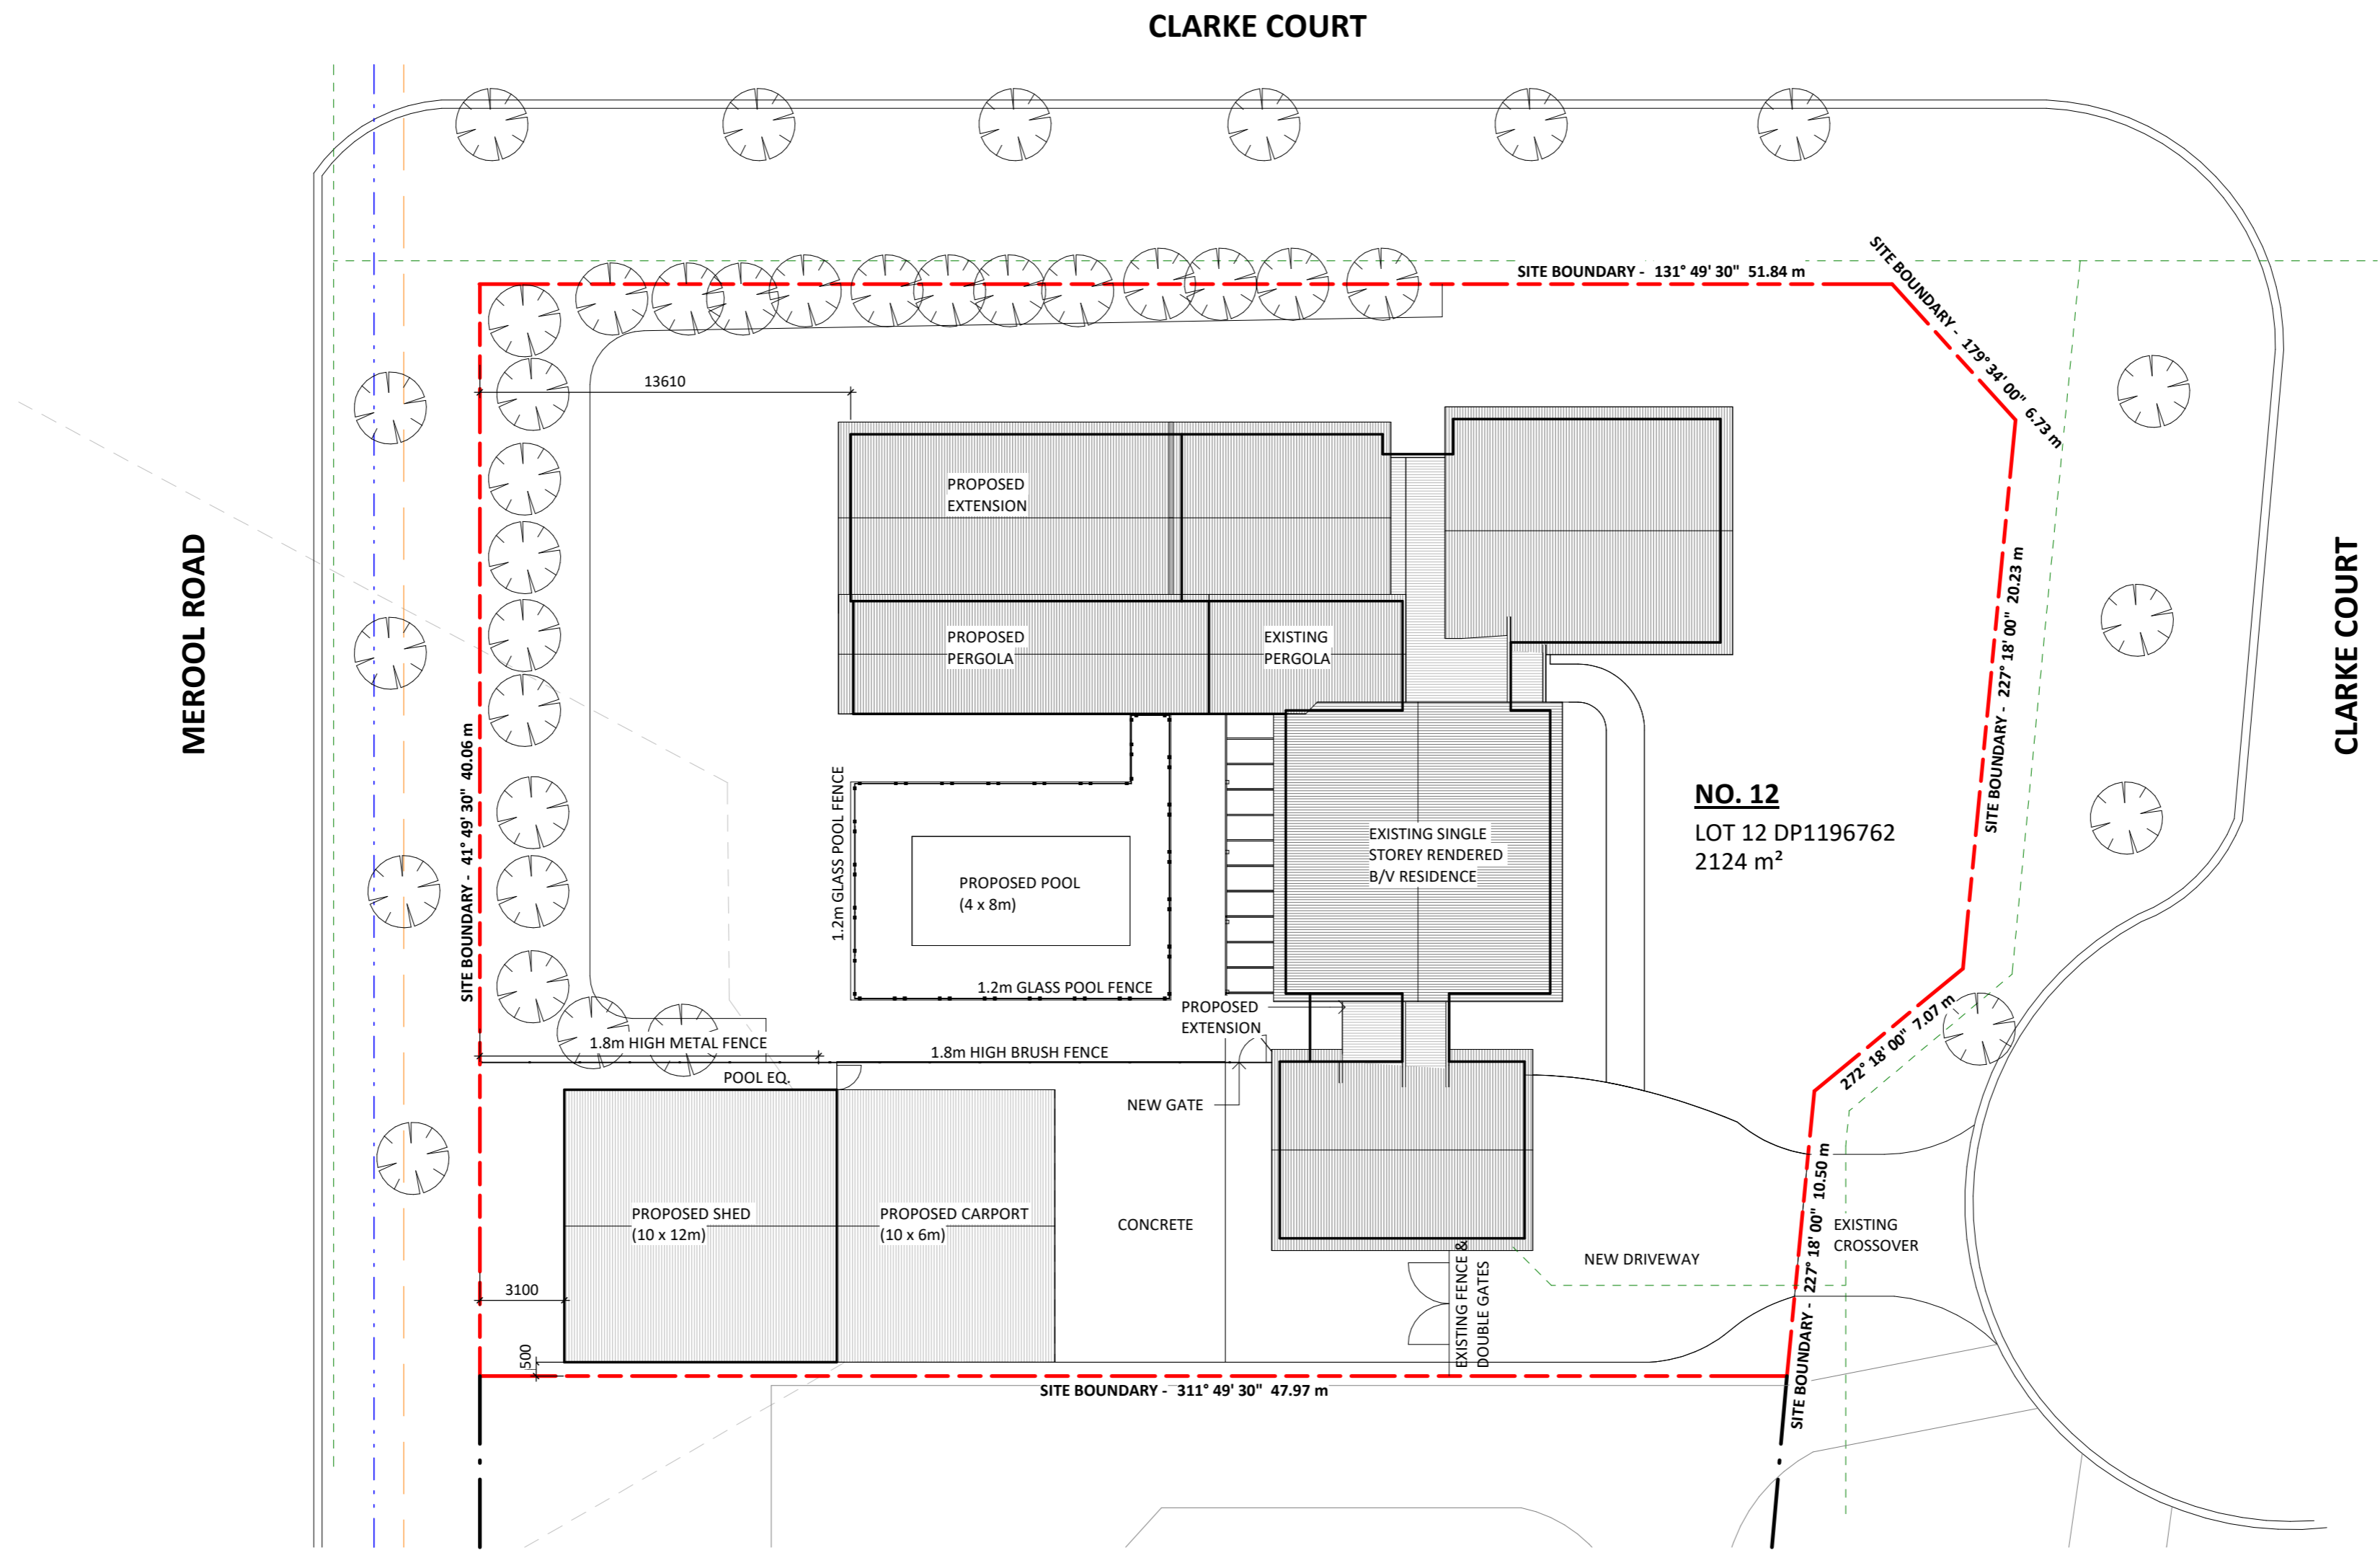 CLARKE COURT
SITE BOUNDARY - 131° 49' 30" 51.84 m
SITE BOUNDARY - 179° 34' 00" 6.73 m
13610
PROPOSED
EXTENSION
MEROOL ROAD
CLARKE COURT
SITE BOUNDARY - 227° 18' 00" 20.23 m
PROPOSED
PERGOLA
EXISTING
PERGOLA
SITE BOUNDARY - 41° 49' 30" 40.06 m
1.2m GLASS POOL FENCE
NO. 12
LOT 12 DP1196762
2124 m²
EXISTING SINGLE
STOREY RENDERED
B/V RESIDENCE
PROPOSED POOL
(4 x 8m)
1.2m GLASS POOL FENCE
PROPOSED
EXTENSION
272° 18' 00" 7.07 m
1.8m HIGH METAL FENCE
1.8m HIGH BRUSH FENCE
POOL EQ.
NEW GATE
PROPOSED SHED
(10 x 12m)
PROPOSED CARPORT
(10 x 6m)
CONCRETE
EXISTING
CROSSOVER
NEW DRIVEWAY
EXISTING FENCE &
DOUBLE GATES
SITE BOUNDARY - 227° 18' 00" 10.50 m
3100
500
SITE BOUNDARY - 311° 49' 30" 47.97 m